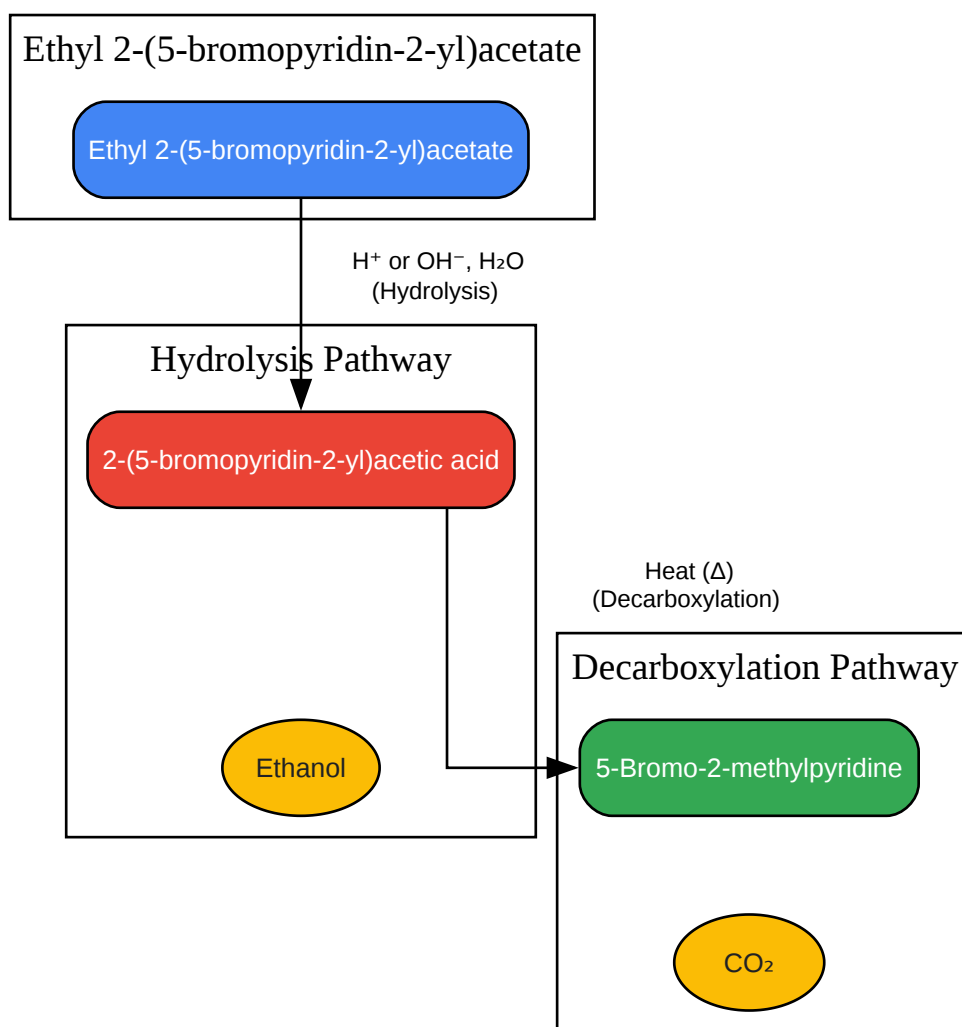 Ethyl 2-(5-bromopyridin-2-yl)acetate
Ethyl 2-(5-bromopyridin-2-yl)acetate
H⁺ or OH⁻, H₂O
(Hydrolysis)
Hydrolysis Pathway
2-(5-bromopyridin-2-yl)acetic acid
Heat (Δ)
(Decarboxylation)
Decarboxylation Pathway
Ethanol
5-Bromo-2-methylpyridine
CO₂